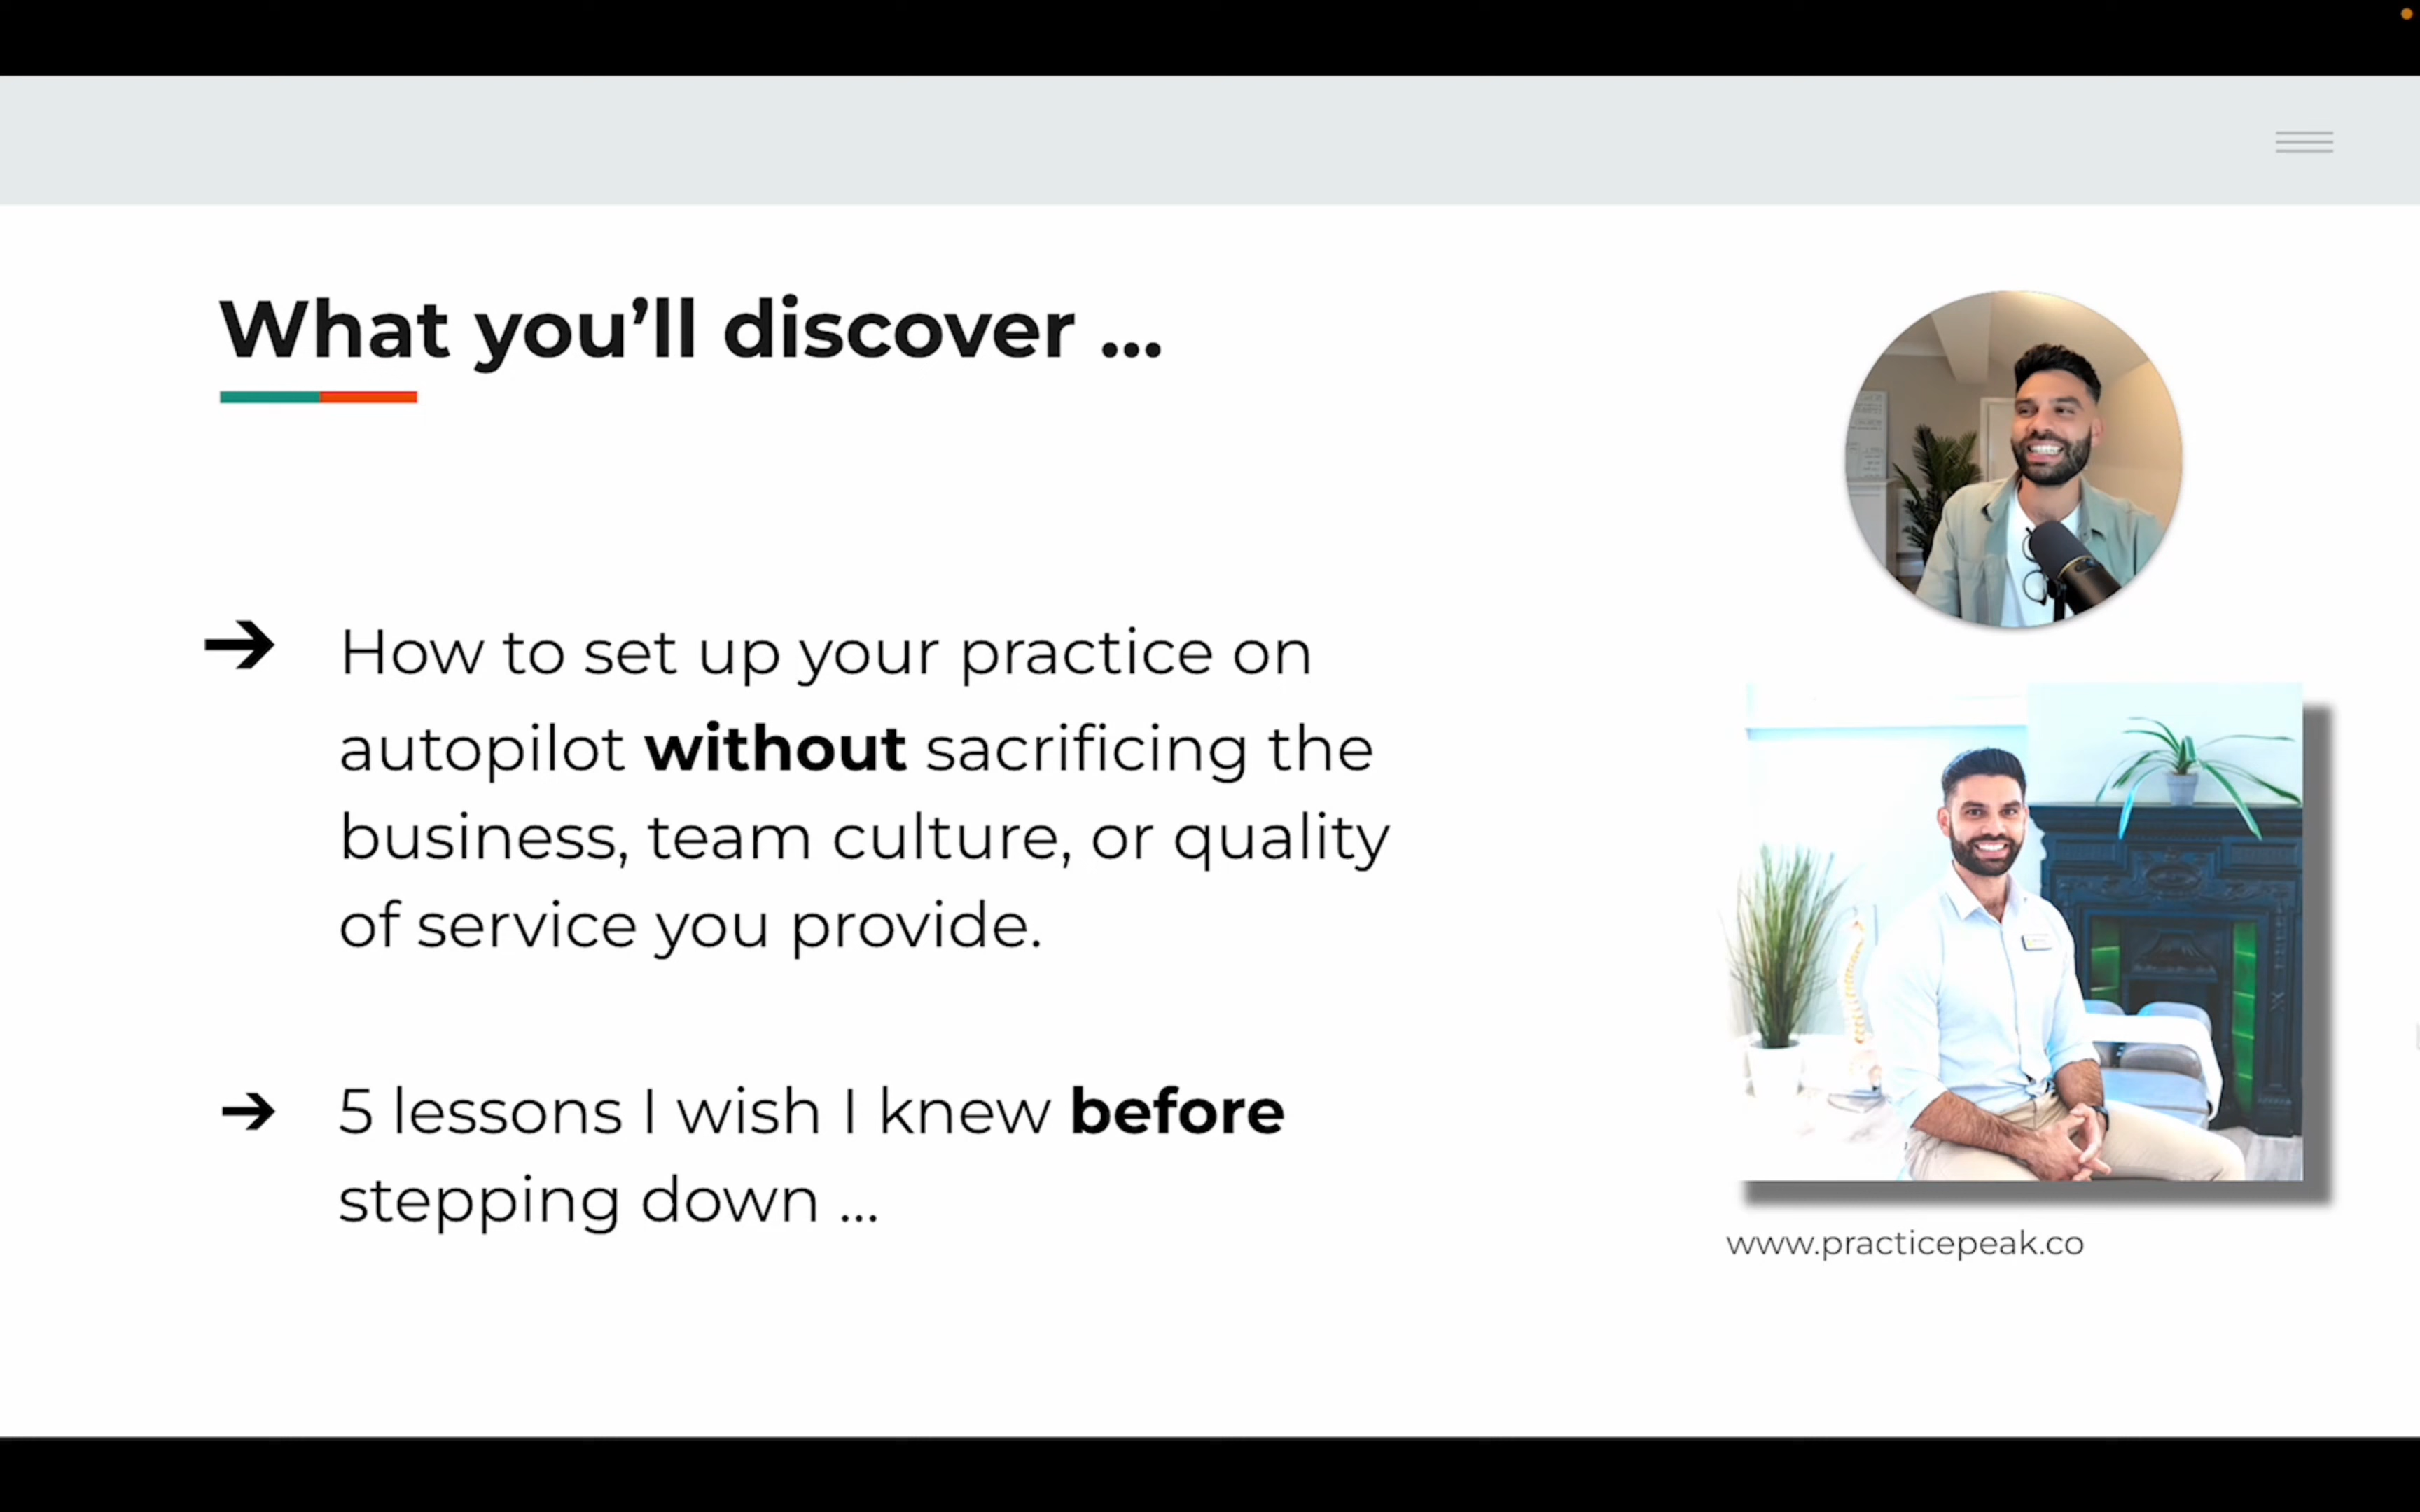 What you’ll discover ...
➔ How to set up your practice on
autopilot without sacrificing the
business, team culture, or quality
of service you provide.
➔ 5 lessons I wish I knew before
stepping down ...
www.practicepeak.co